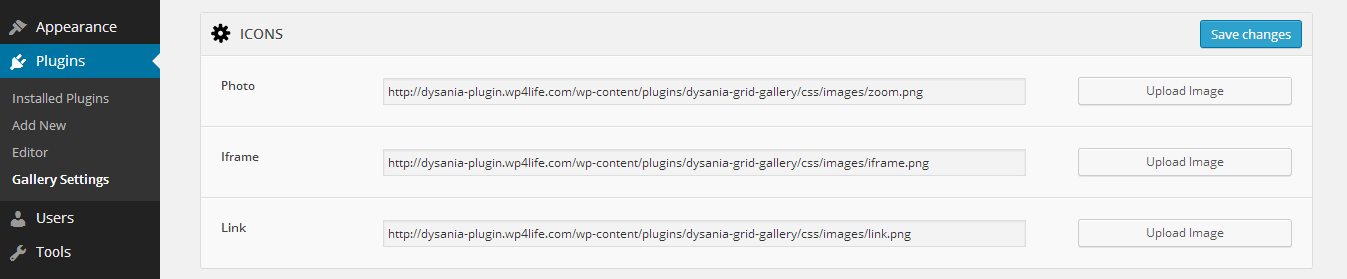 Appearance
Plugins
Installed Plugins
Add New
Editor
Gallery Settings
Users
Tools
ICONS
Save changes
Photo
http://dysania-plugin.wp4life.com/wp-content/plugins/dysania-grid-gallery/css/images/zoom.png
Upload Image
Iframe
http://dysania-plugin.wp4life.com/wp-content/plugins/dysania-grid-gallery/css/images/iframe.png
Upload Image
Link
http://dysania-plugin.wp4life.com/wp-content/plugins/dysania-grid-gallery/css/images/link.png
Upload Image